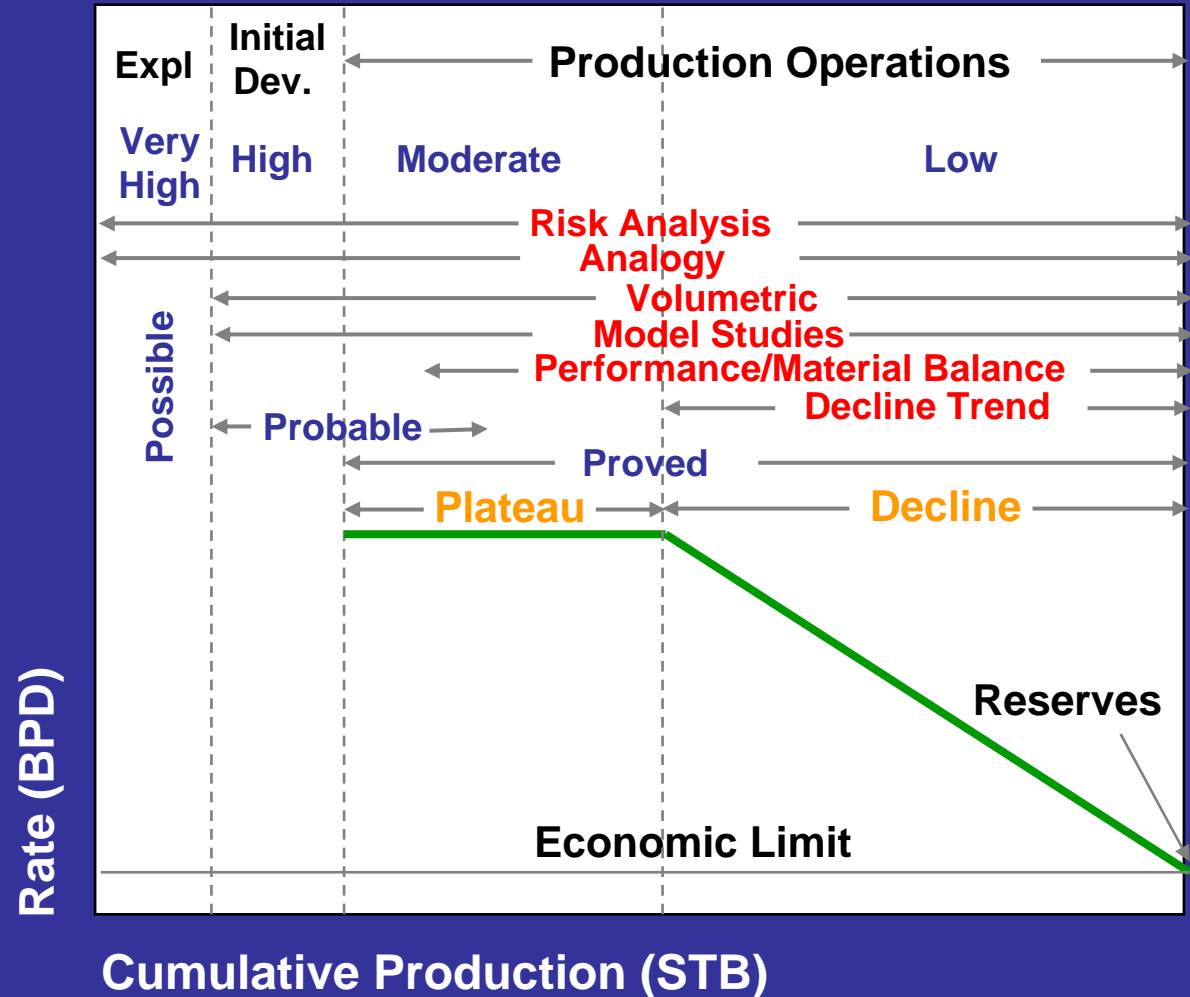 Expl
Initial
Dev.
Production Operations
Very
High
High
Moderate
Low
Risk Analysis
Analogy
Volumetric
Model Studies
Performance/Material Balance
Decline Trend
Possible
Probable
Proved
Plateau
Decline
Reserves
Economic Limit
Rate (BPD)
Cumulative Production (STB)